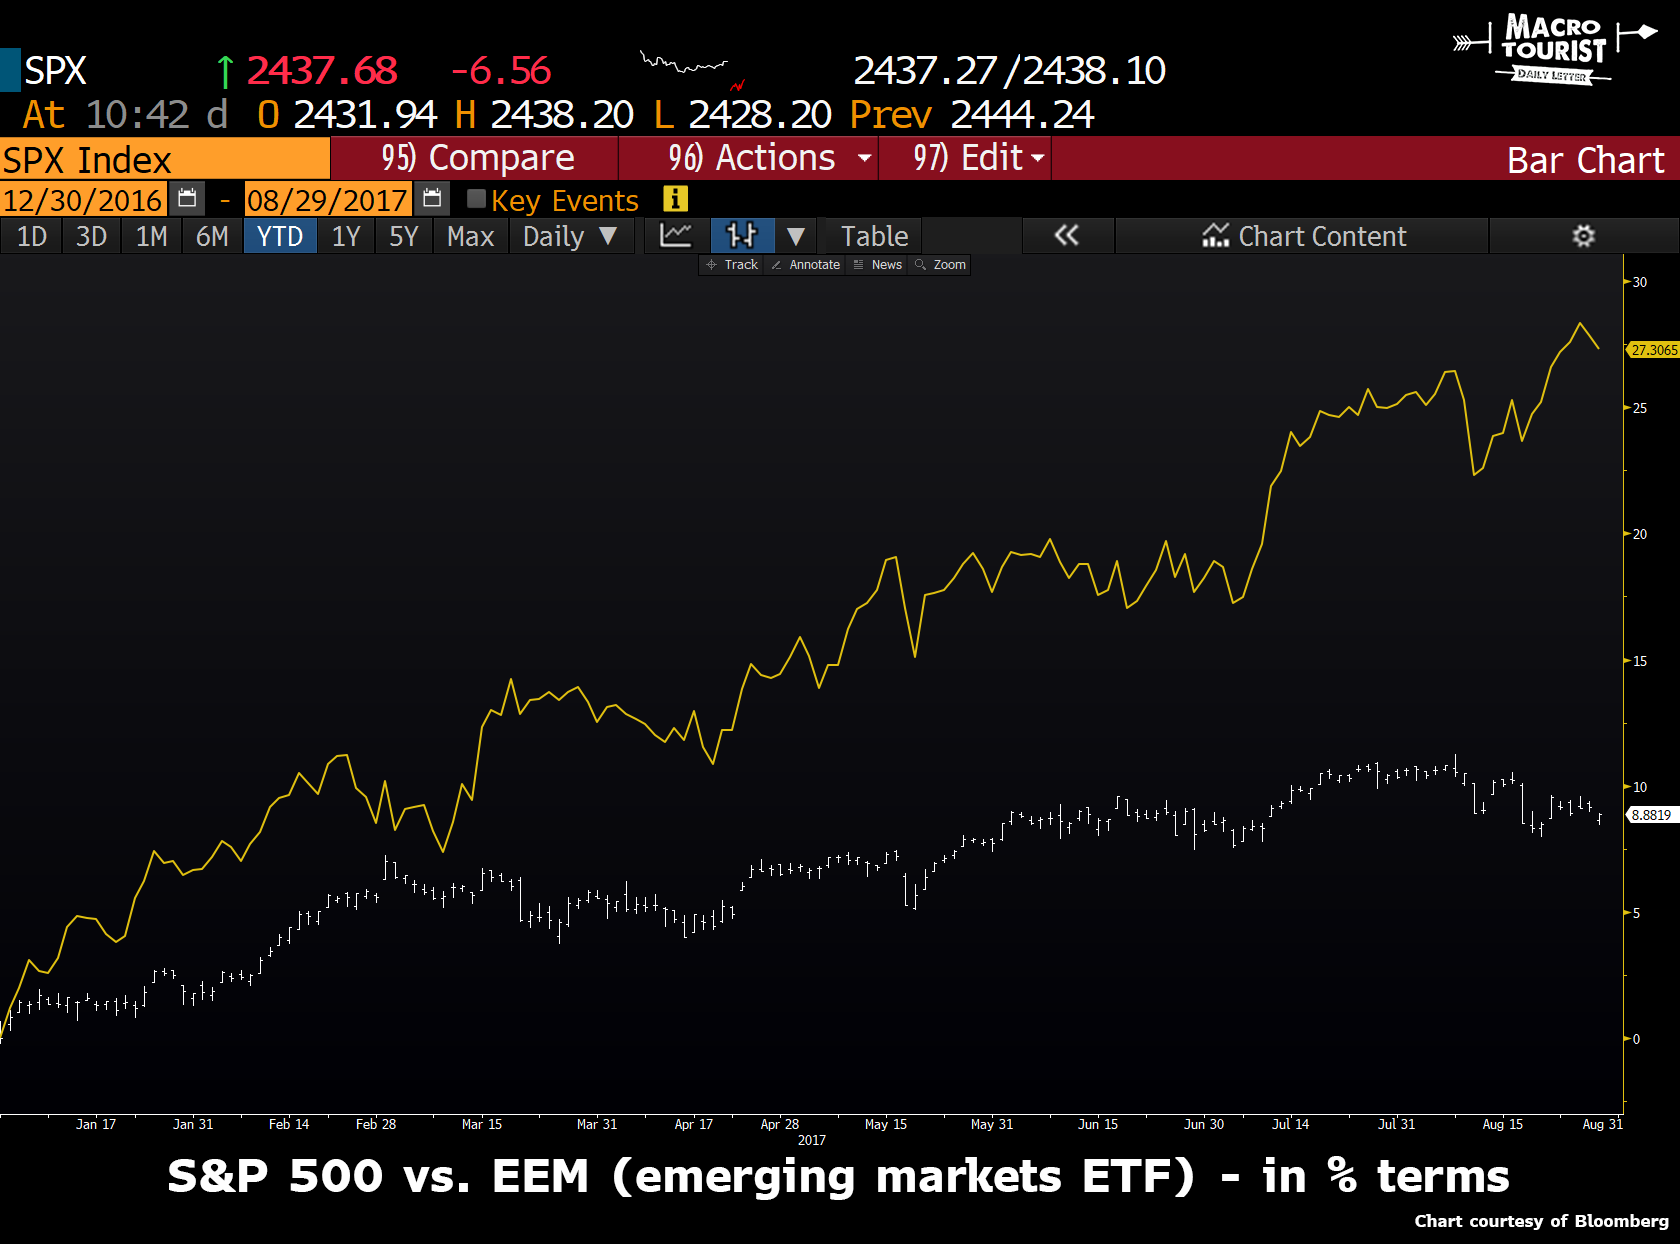 MACRO
TOURIST
DAILY LETTER
SPX ↑ 2437.68 -6.56 2437.27/2438.10
At 10:42 d O 2431.94 H 2438.20 L 2428.20 Prev 2444.24
SPX Index 95) Compare 96) Actions 97) Edit Bar Chart
12/30/2016 - 08/29/2017 Key Events i
1D 3D 1M 6M YTD 1Y 5Y Max Daily ▼ ▼ Table « Chart Content
Track Annotate News Zoom
30
27.3065
25
20
15
10
8.8819
5
0
Jan 17 Jan 31 Feb 14 Feb 28 Mar 15 Mar 31 Apr 17 Apr 28 May 15 May 31 Jun 15 Jun 30 Jul 14 Jul 31 Aug 15 Aug 31
2017
S&P 500 vs. EEM (emerging markets ETF) - in % terms
Chart courtesy of Bloomberg